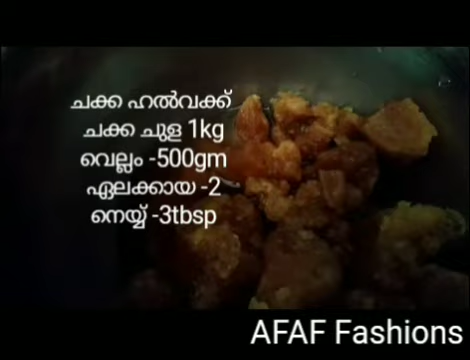 ചക്ക ഹൽവക്ക്
ചക്ക ചുള 1kg
വെല്ലം -500gm
ഏലക്കായ -2
നെയ്യ് -3tbsp
AFAF Fashions